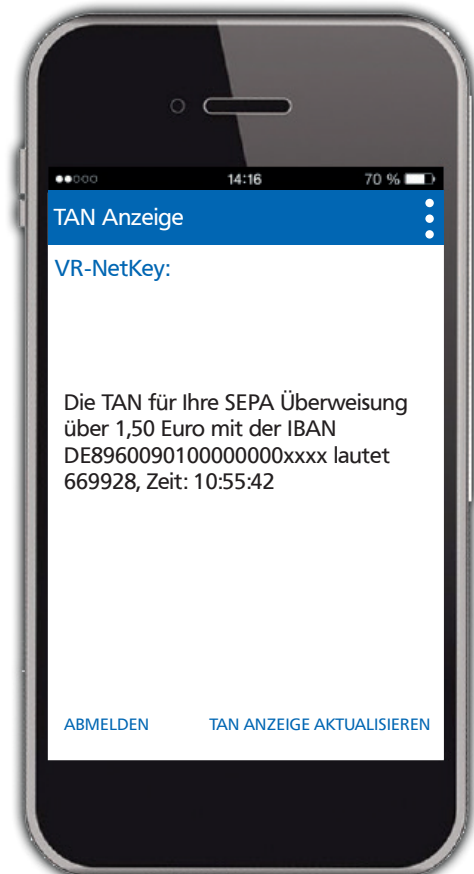 14:16 70 %
TAN Anzeige
VR-NetKey:
Die TAN für Ihre SEPA Überweisung
über 1,50 Euro mit der IBAN
DE8960090100000000xxxx lautet
669928, Zeit: 10:55:42
ABMELDEN TAN ANZEIGE AKTUALISIEREN